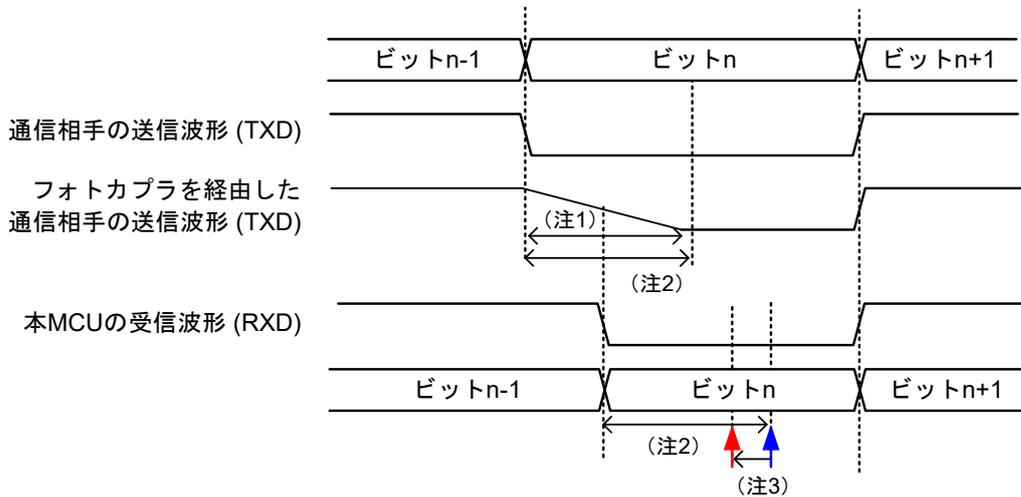 ビットn-1
ビットn
ビットn+1
通信相手の送信波形 (TXD)
フォトカプラを経由した
通信相手の送信波形 (TXD)
（注1）
（注2）
本MCUの受信波形 (RXD)
ビットn-1
ビットn
ビットn+1
（注2）
（注3）